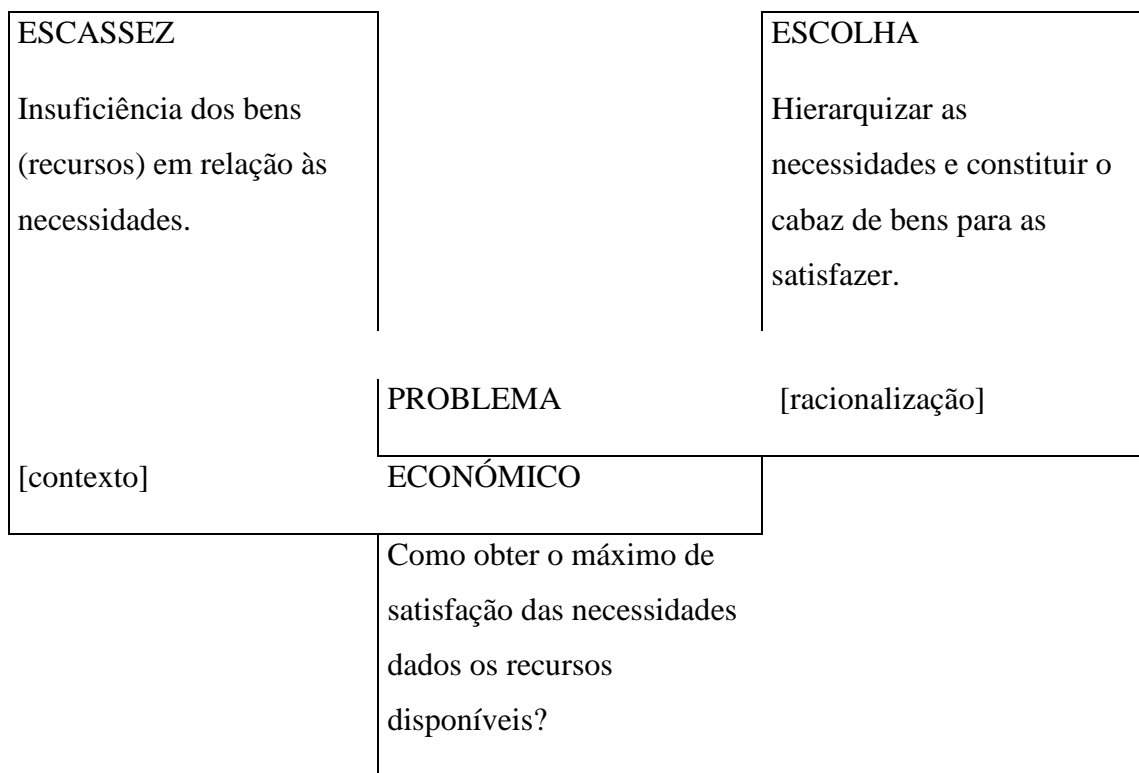 ESCASSEZ
Insuficiência dos bens
(recursos) em relação às
necessidades.
[contexto]
ESCOLHA
Hierarquizar as
necessidades e constituir o
cabaz de bens para as
satisfazer.
[racionalização]
PROBLEMA
ECONÓMICO
Como obter o máximo de
satisfação das necessidades
dados os recursos
disponíveis?